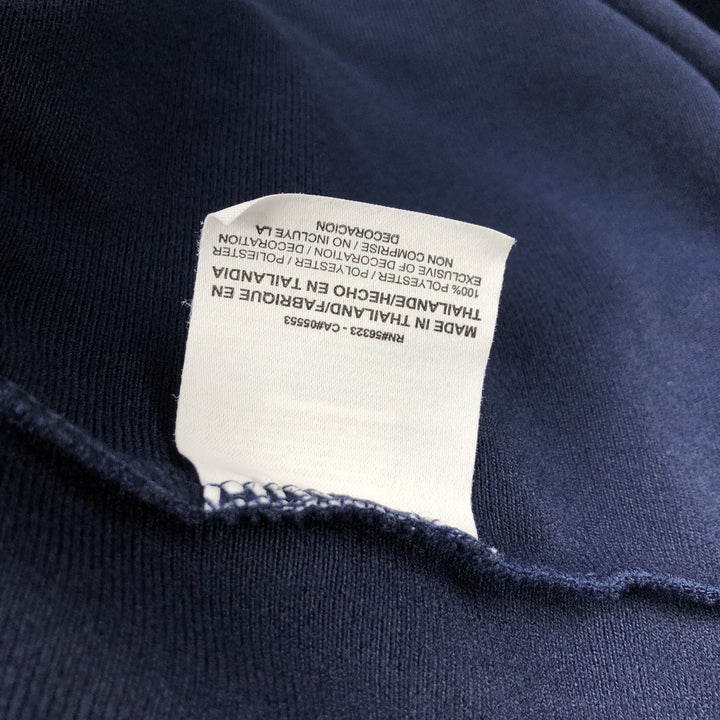 RN#56323 - CA#05553
MADE IN THAILAND/FABRIQUE EN
THAILANDE/HECHO EN TAILANDIA
100% POLYESTER / POLYESTER / POLIESTER
EXCLUSIVE OF DECORATION / DECORATION
NON COMPRISE / NO INCLUYE LA
DECORACION